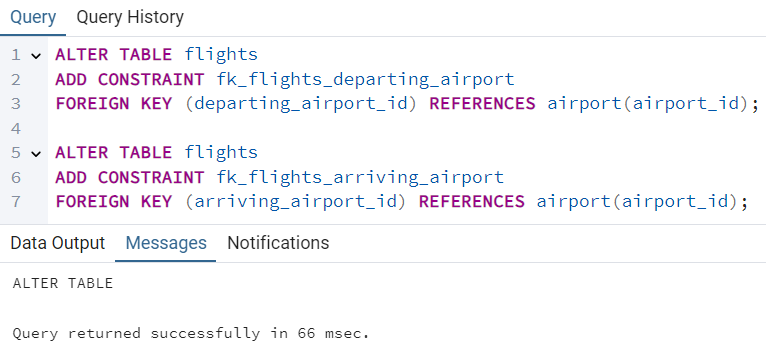 Query Query History
1 ALTER TABLE flights
2 ADD CONSTRAINT fk_flights_departing_airport
3 FOREIGN KEY (departing_airport_id) REFERENCES airport(airport_id);
4
5 ALTER TABLE flights
6 ADD CONSTRAINT fk_flights_arriving_airport
7 FOREIGN KEY (arriving_airport_id) REFERENCES airport(airport_id);
Data Output Messages Notifications
ALTER TABLE
Query returned successfully in 66 msec.